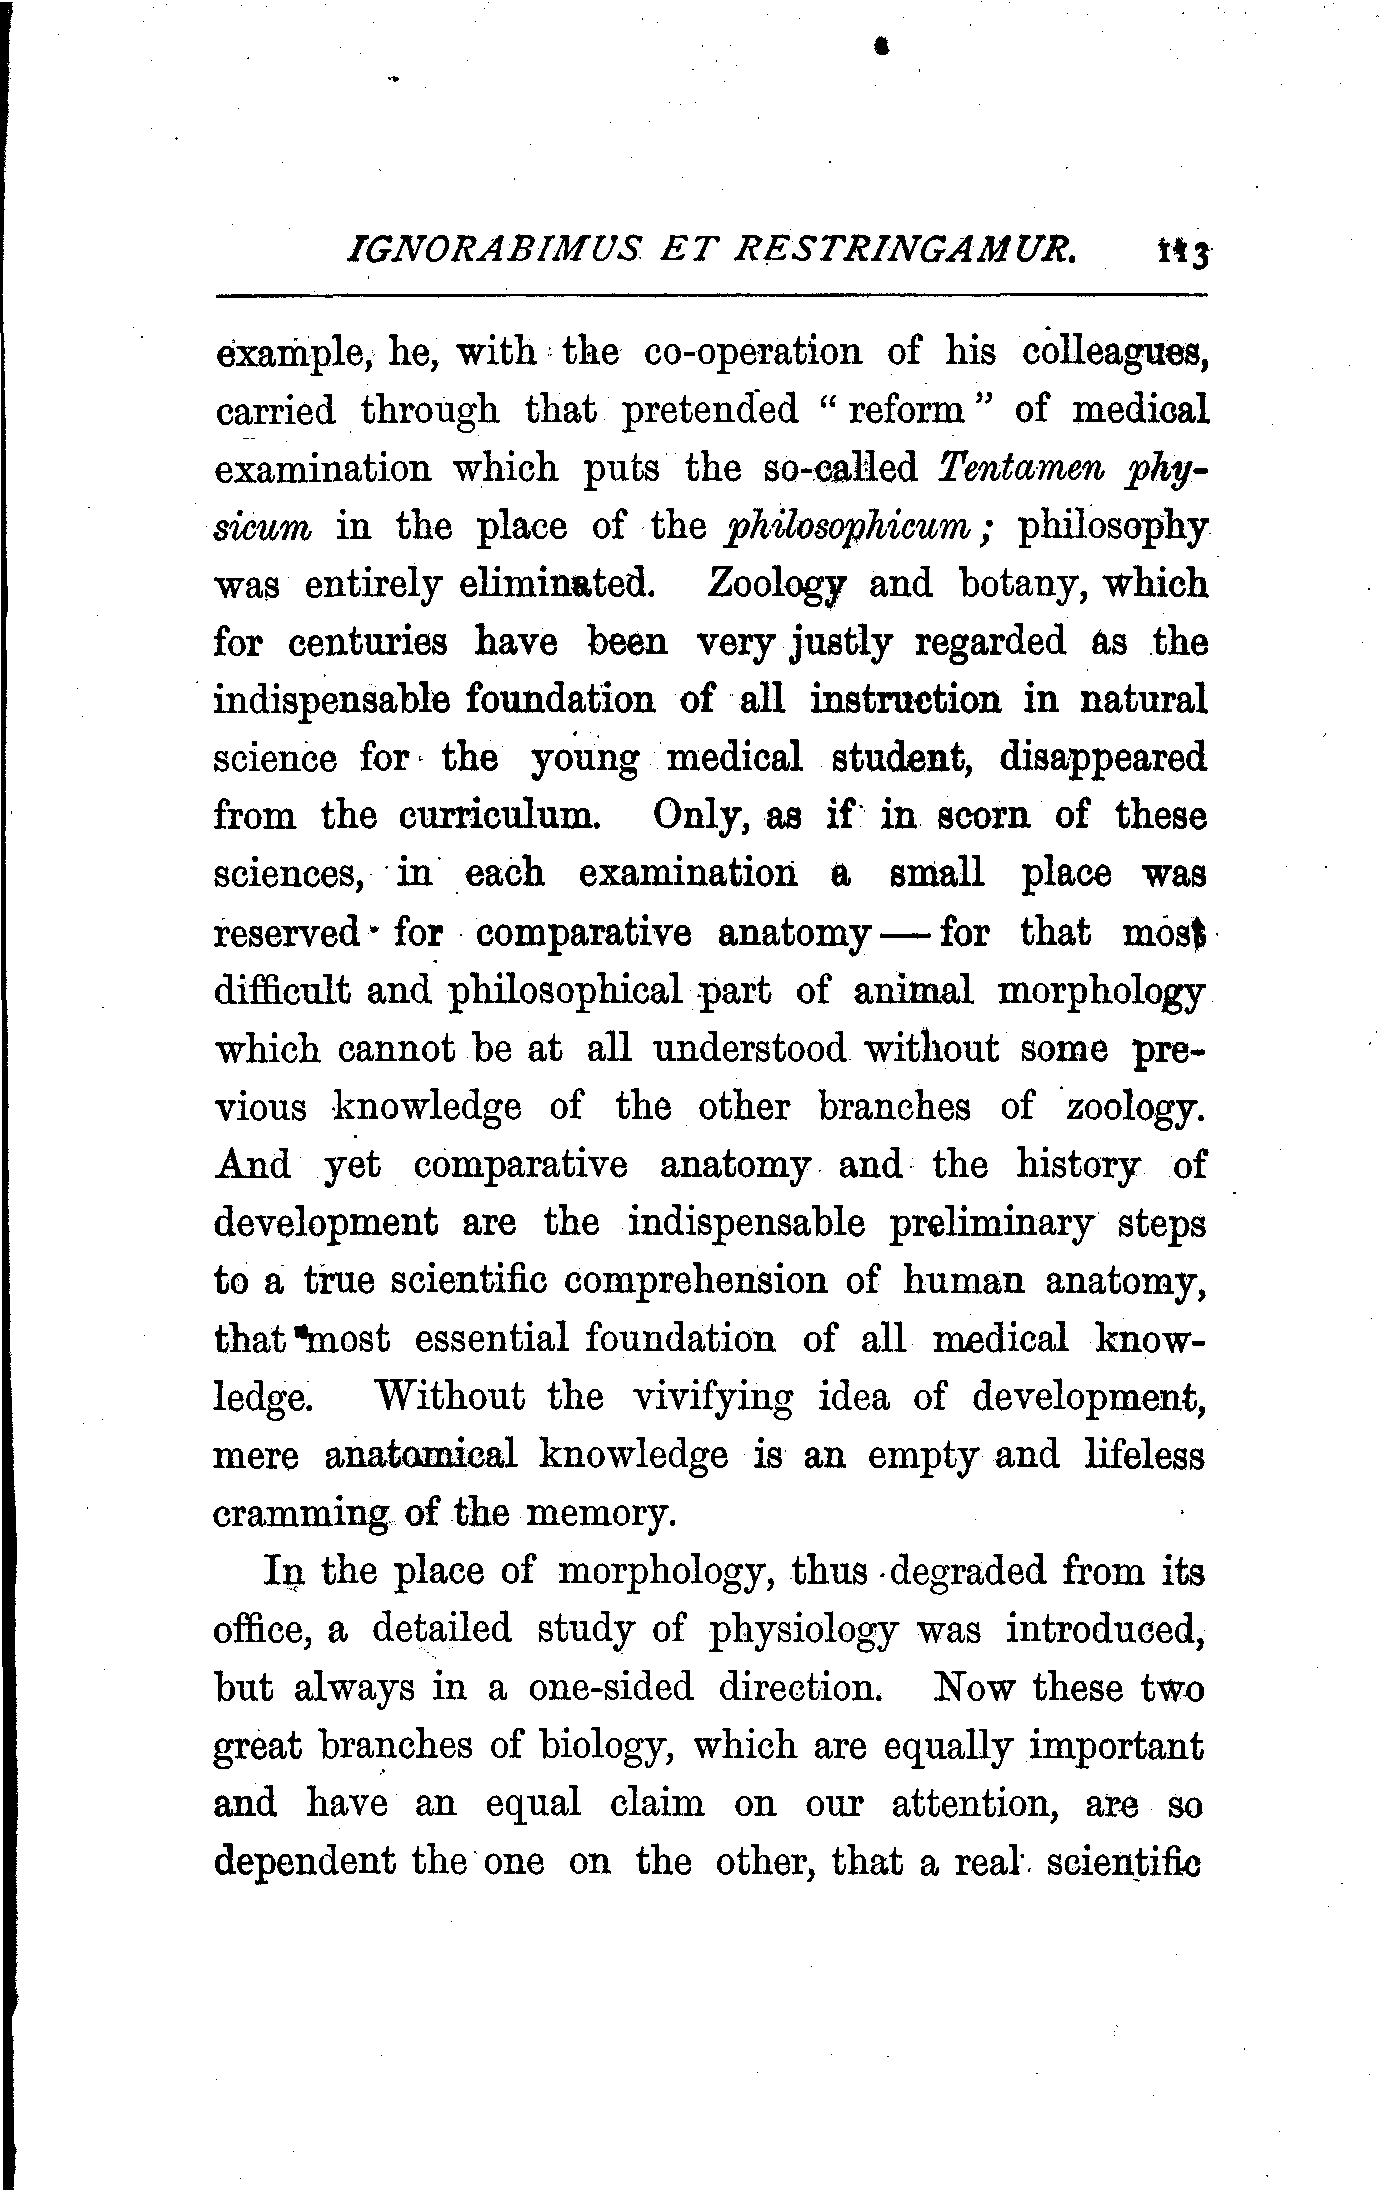 IGNORABIMUS ET RESTRINGAMUR. 113
example, he, with the co-operation of his colleagues,
carried through that pretended “ reform ” of medical
examination which puts the so-called Tentamen phy-
sicum in the place of the philosophicum ; philosophy
was entirely eliminated. Zoology and botany, which
for centuries have been very justly regarded as the
indispensable foundation of all instruction in natural
science for the young medical student, disappeared
from the curriculum. Only, as if in scorn of these
sciences, in each examination a small place was
reserved for comparative anatomy — for that most
difficult and philosophical part of animal morphology
which cannot be at all understood without some pre-
vious knowledge of the other branches of zoology.
And yet comparative anatomy and the history of
development are the indispensable preliminary steps
to a true scientific comprehension of human anatomy,
that most essential foundation of all medical know-
ledge. Without the vivifying idea of development,
mere anatomical knowledge is an empty and lifeless
cramming of the memory.
In the place of morphology, thus degraded from its
office, a detailed study of physiology was introduced,
but always in a one-sided direction. Now these two
great branches of biology, which are equally important
and have an equal claim on our attention, are so
dependent the one on the other, that a real scientific